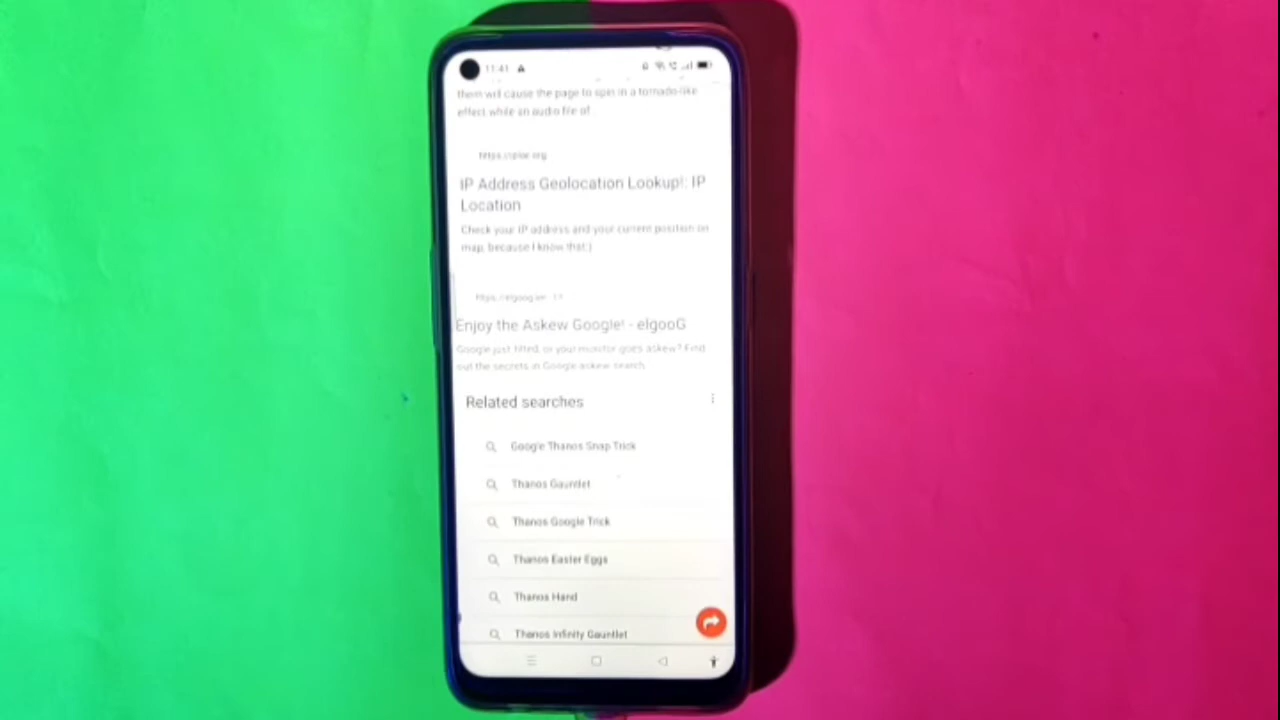 11:41
them will cause the page to spin in a tornado-like
effect while an audio file of
IP Address Geolocation Lookup!: IP
Location
Check your IP address and your current position on
map, because I know that:)
Enjoy the Askew Google! - elgooG
Google just tilted, or your monitor goes askew? Find
out the secrets in Google askew search
Related searches
Google Thanos Snap Trick
Thanos Gauntlet
Thanos Google Trick
Thanos Easter Eggs
Thanos Hand
Thanos Infinity Gauntlet